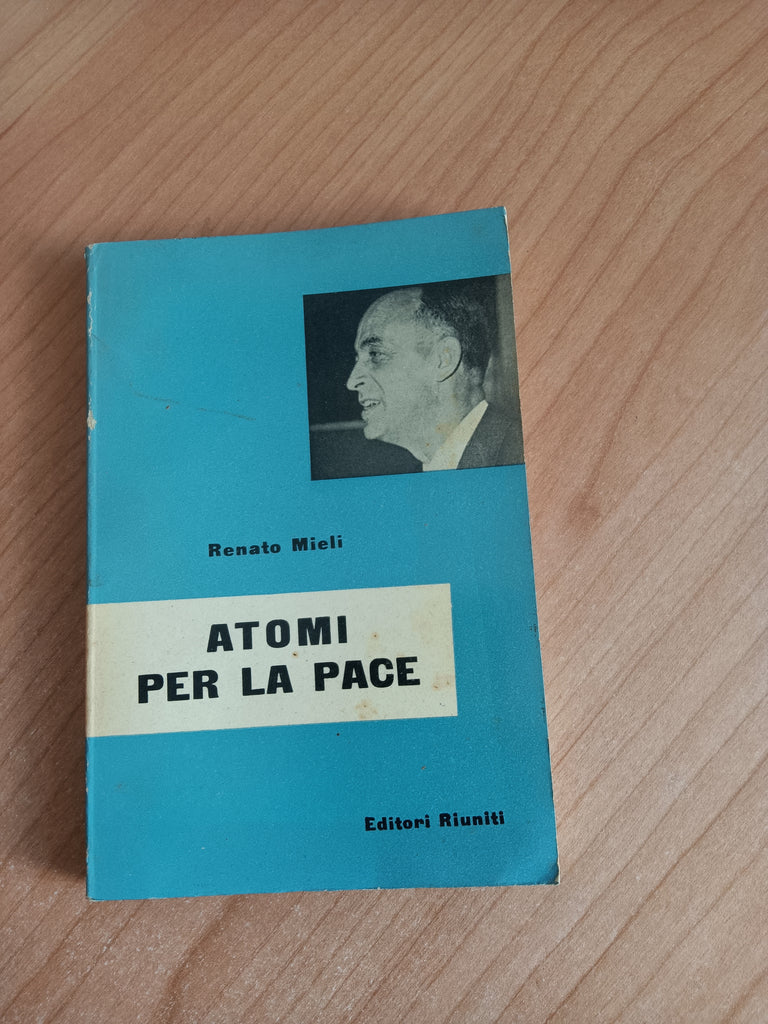 Renato Mieli
ATOMI
PER LA PACE
Editori Riuniti